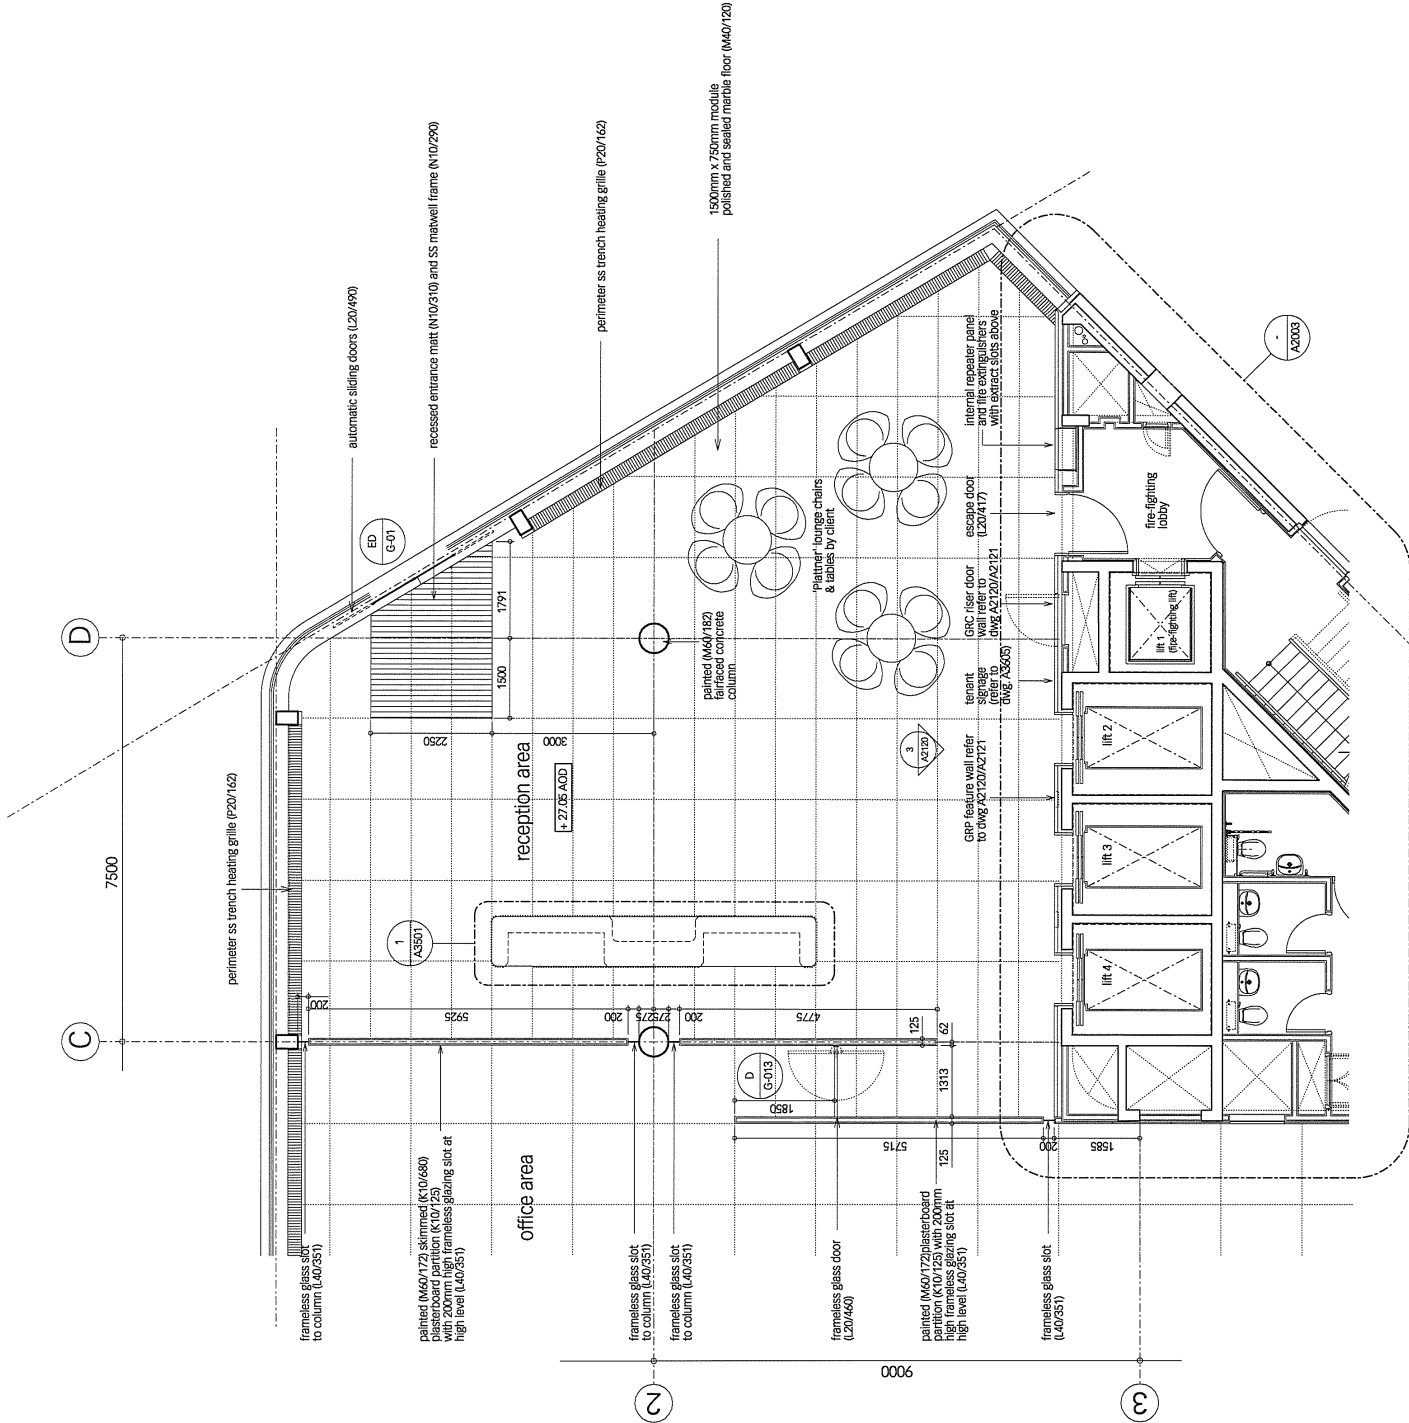 1500mm x 750mm module
polished and sealed marble floor (M40/120)
perimeter ss trench heating grille (P20/162)
recessed entrance matt (N10/310) and SS matwell frame (N10/290)
automatic sliding doors (L20/490)
ED
G-01
D
7500
C
perimeter ss trench heating grille (P20/162)
1791
1500
2250
3000
reception area
+ 27.05 AOD
painted (M60/182)
fairfaced concrete
column
'Plattner' lounge chairs
& tables by client
internal repeater panel
and fire extinguishers
with extract slots above
escape door
(L20/417)
GRC riser door
wall refer to
dwg A2120/A2121
tenant
signage
(refer to
dwg. A3605)
GRP feature wall refer
to dwg A2120/A2121
3
A2120
-
A2003
fire-fighting
lobby
lift 1
(fire-fighting lift)
lift 2
lift 3
lift 4
1
A3501
200
5925
200
275
275
200
4775
125
62
1313
125
D
G-013
1850
5715
200
1585
office area
frameless glass slot
to column (L40/351)
painted (M60/172) skimmed (K10/680)
plasterboard partition (K10/125)
with 200mm high frameless glazing slot at
high level (L40/351)
frameless glass slot
to column (L40/351)
frameless glass slot
to column (L40/351)
frameless glass door
(L20/460)
painted (M60/172)plasterboard
partition (K10/125) with 200mm
high frameless glazing slot at
high level (L40/351)
frameless glass slot
(L40/351)
9000
2
3